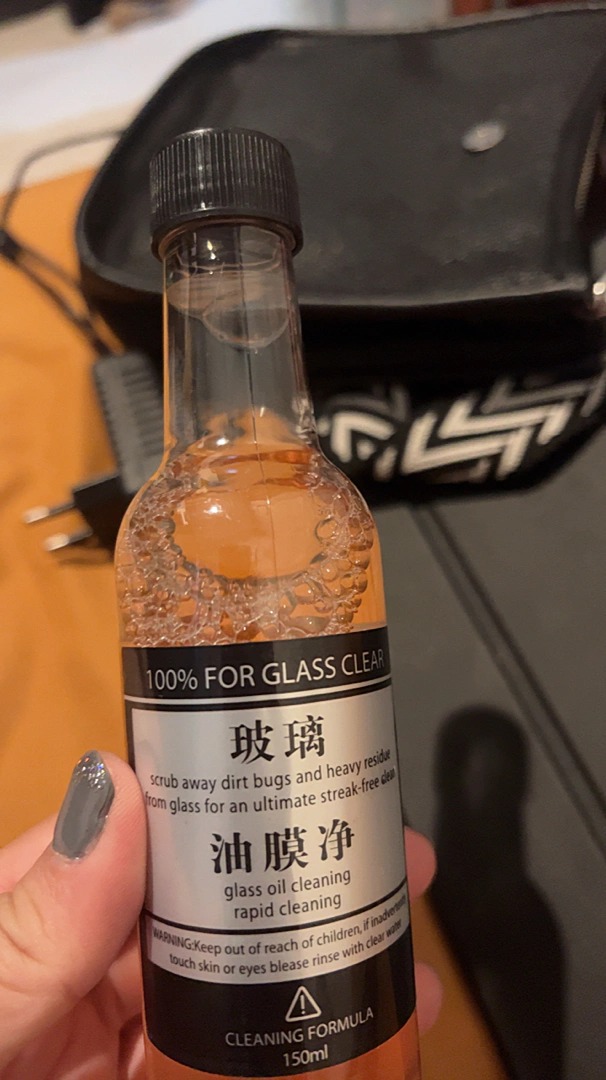 100% FOR GLASS CLEAR
玻璃
scrub away dirt bugs and heavy residue
from glass for an ultimate streak-free clean
油膜净
glass oil cleaning
rapid cleaning
WARNING:Keep out of reach of children, if inadvertently
touch skin or eyes blease rinse with clear water
CLEANING FORMULA
150ml